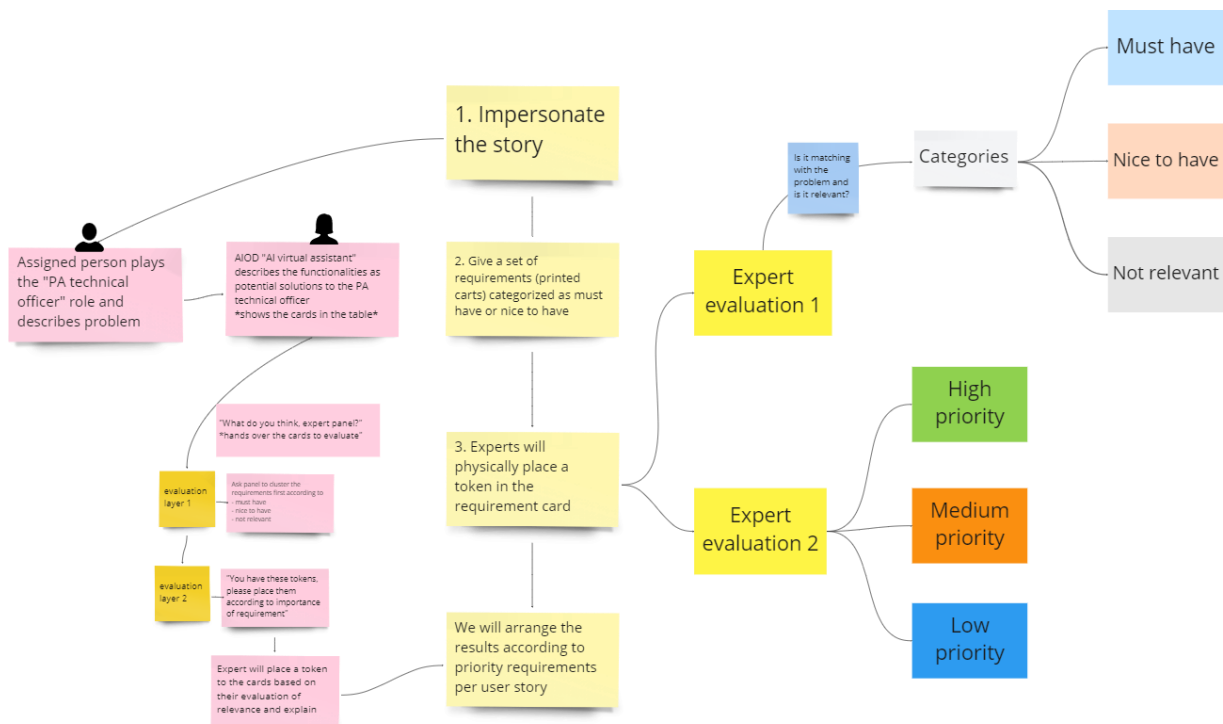 1. Impersonate
the story
Assigned person plays
the "PA technical
officer" role and
describes problem
AIOD "AI virtual assistant"
describes the functionalities as
potential solutions to the PA
technical officer
*shows the cards in the table*
"What do you think, expert panel?"
*hands over the cards to evaluate"
evaluation
layer 1
Ask panel to cluster the
requirements first according to
- must have
- nice to have
- not relevant
evaluation
layer 2
"You have these tokens,
please place them
according to importance
of requirement"
Expert will place a token
to the cards based on
their evaluation of
relevance and explain
2. Give a set of
requirements (printed
carts) categorized as must
have or nice to have
3. Experts will
physically place a
token in the
requirement card
We will arrange the
results according to
priority requirements
per user story
Expert
evaluation 1
Is it matching
with the
problem and
is it relevant?
Categories
Must have
Nice to have
Not relevant
Expert
evaluation 2
High
priority
Medium
priority
Low
priority